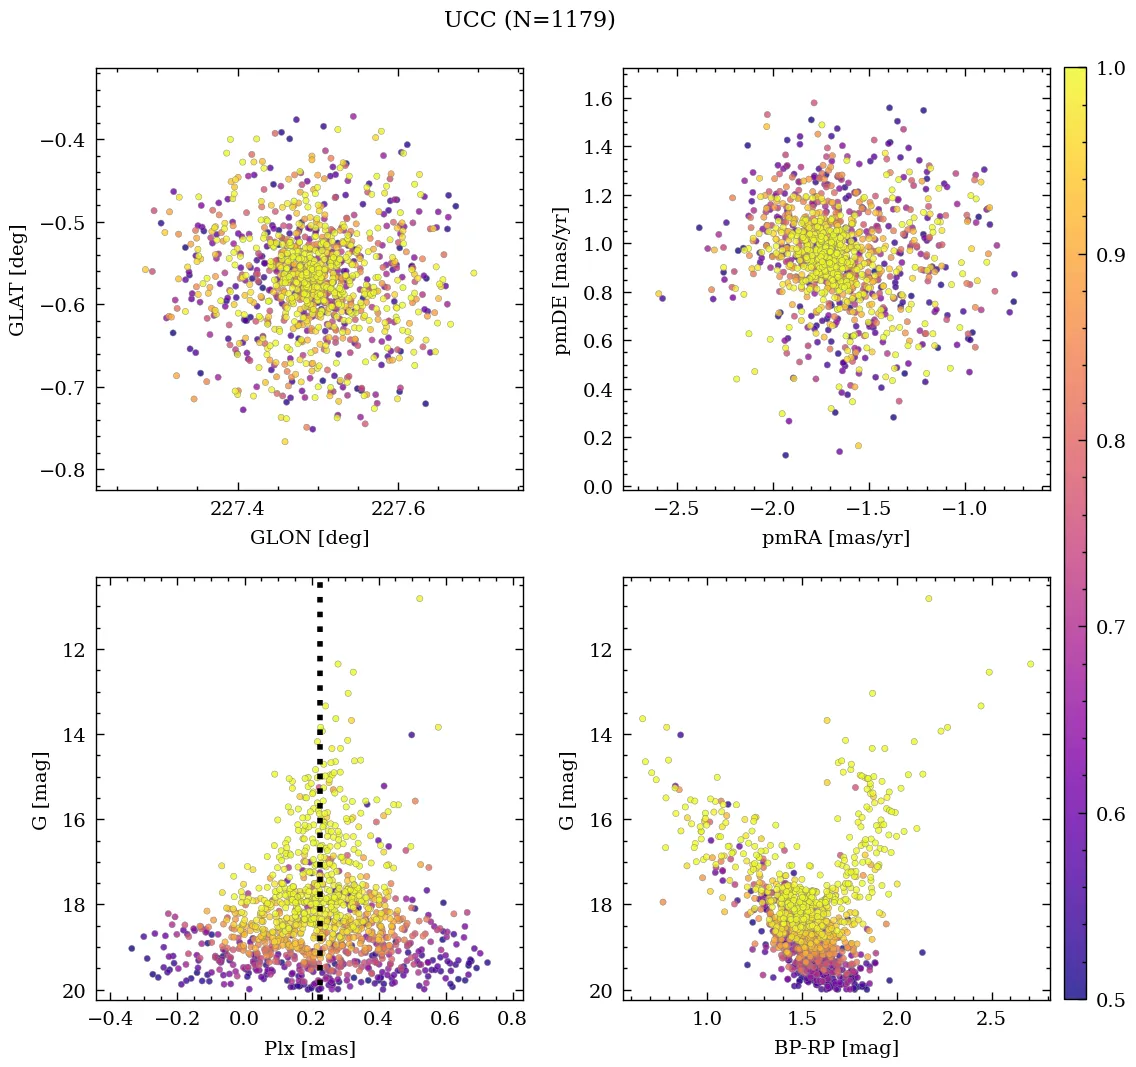 UCC (N=1179)
−0.4
−0.5
−0.6
−0.7
−0.8
GLAT [deg]
227.4 227.6
GLON [deg]
1.6
1.4
1.2
1.0
0.8
0.6
0.4
0.2
0.0
pmDE [mas/yr]
−2.5 −2.0 −1.5 −1.0
pmRA [mas/yr]
12
14
16
18
20
G [mag]
−0.4 −0.2 0.0 0.2 0.4 0.6 0.8
Plx [mas]
12
14
16
18
20
G [mag]
1.0 1.5 2.0 2.5
BP-RP [mag]
1.0
0.9
0.8
0.7
0.6
0.5